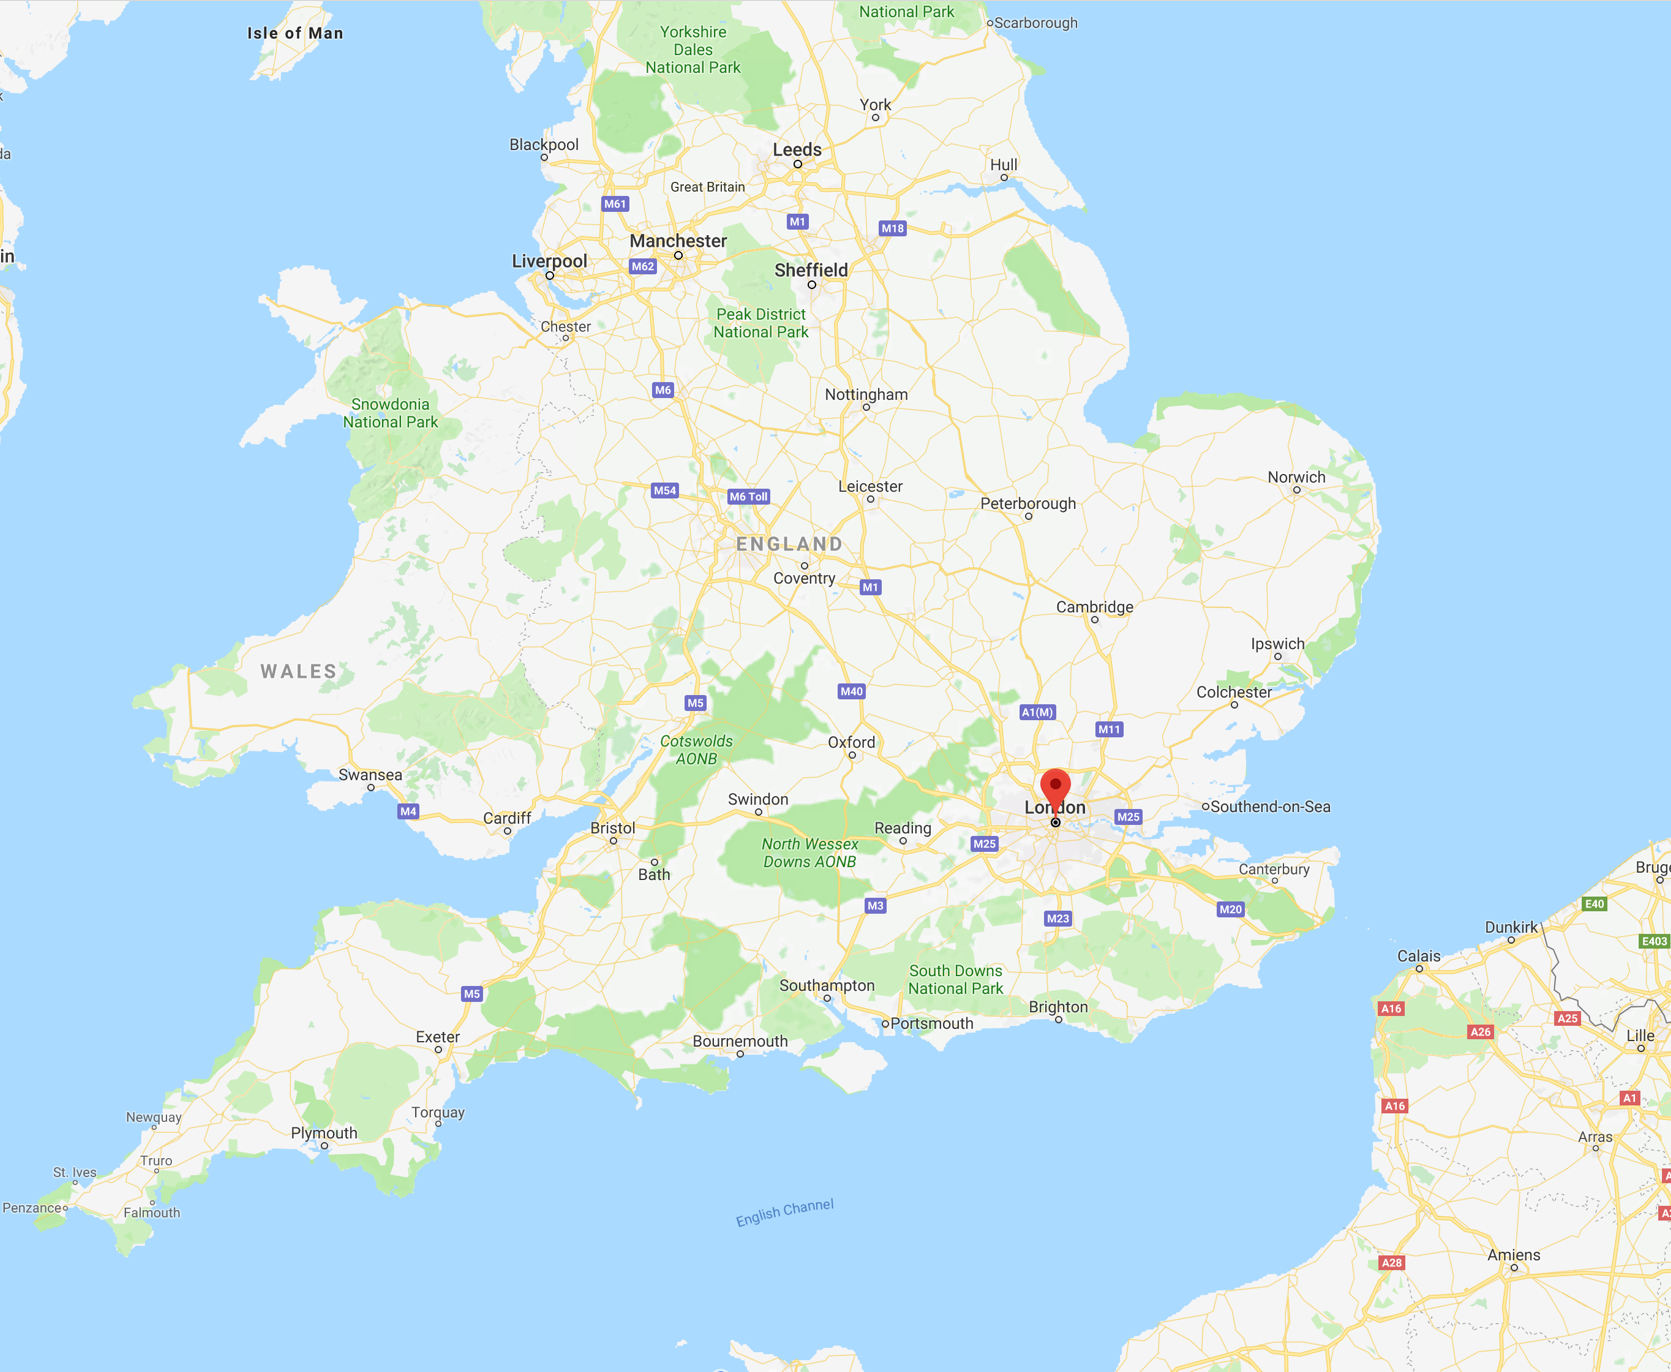 National Park
Scarborough
Isle of Man
Yorkshire
Dales
National Park
York
Blackpool
Leeds
Hull
Great Britain
M61
M1
M18
Manchester
Liverpool
M62
Sheffield
in
Peak District
National Park
Chester
M6
Nottingham
Snowdonia
National Park
Norwich
M54
M6 Toll
Leicester
Peterborough
ENGLAND
Coventry
M1
Cambridge
Ipswich
WALES
Colchester
M5
M40
A1(M)
M11
Cotswolds
AONB
Oxford
Swansea
M4
Cardiff
Swindon
London
Southend-on-Sea
M25
Bristol
Reading
M25
North Wessex
Downs AONB
Bath
Canterbury
Bruge
M3
M23
M20
E40
Dunkirk
E403
Calais
South Downs
National Park
M5
Southampton
Brighton
Portsmouth
A16
A25
A26
Exeter
Bournemouth
Lille
A1
A16
Torquay
Newquay
Plymouth
Arras
Truro
St. Ives
Penzance
Falmouth
English Channel
Amiens
A28